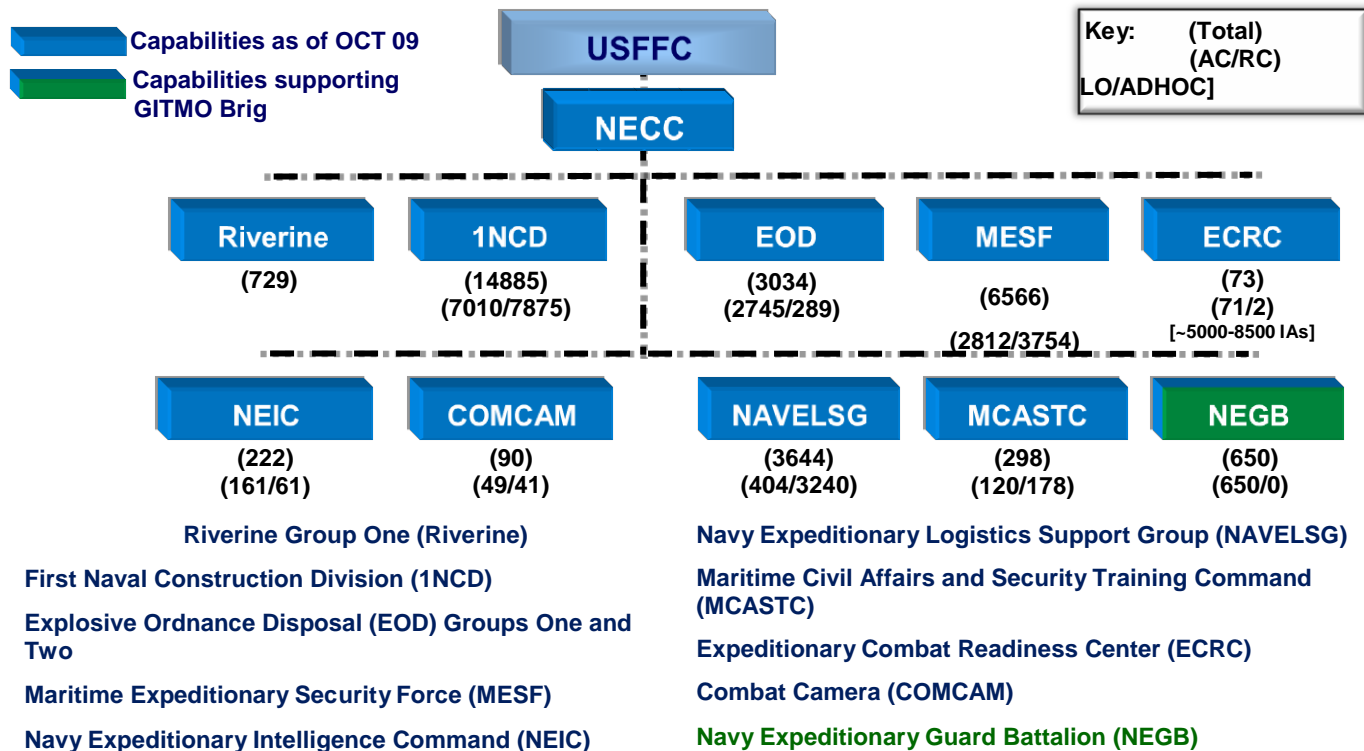 Capabilities as of OCT 09
Capabilities supporting
GITMO Brig
USFFC
NECC
Key: (Total)
(AC/RC)
LO/ADHOC]
Riverine
(729)
1NCD
(14885)
(7010/7875)
EOD
(3034)
(2745/289)
MESF
(6566)
(2812/3754)
ECRC
(73)
(71/2)
[~5000-8500 IAs]
NEIC
(222)
(161/61)
COMCAM
(90)
(49/41)
NAVELSG
(3644)
(404/3240)
MCASTC
(298)
(120/178)
NEGB
(650)
(650/0)
Riverine Group One (Riverine)
First Naval Construction Division (1NCD)
Explosive Ordnance Disposal (EOD) Groups One and
Two
Maritime Expeditionary Security Force (MESF)
Navy Expeditionary Intelligence Command (NEIC)
Navy Expeditionary Logistics Support Group (NAVELSG)
Maritime Civil Affairs and Security Training Command
(MCASTC)
Expeditionary Combat Readiness Center (ECRC)
Combat Camera (COMCAM)
Navy Expeditionary Guard Battalion (NEGB)